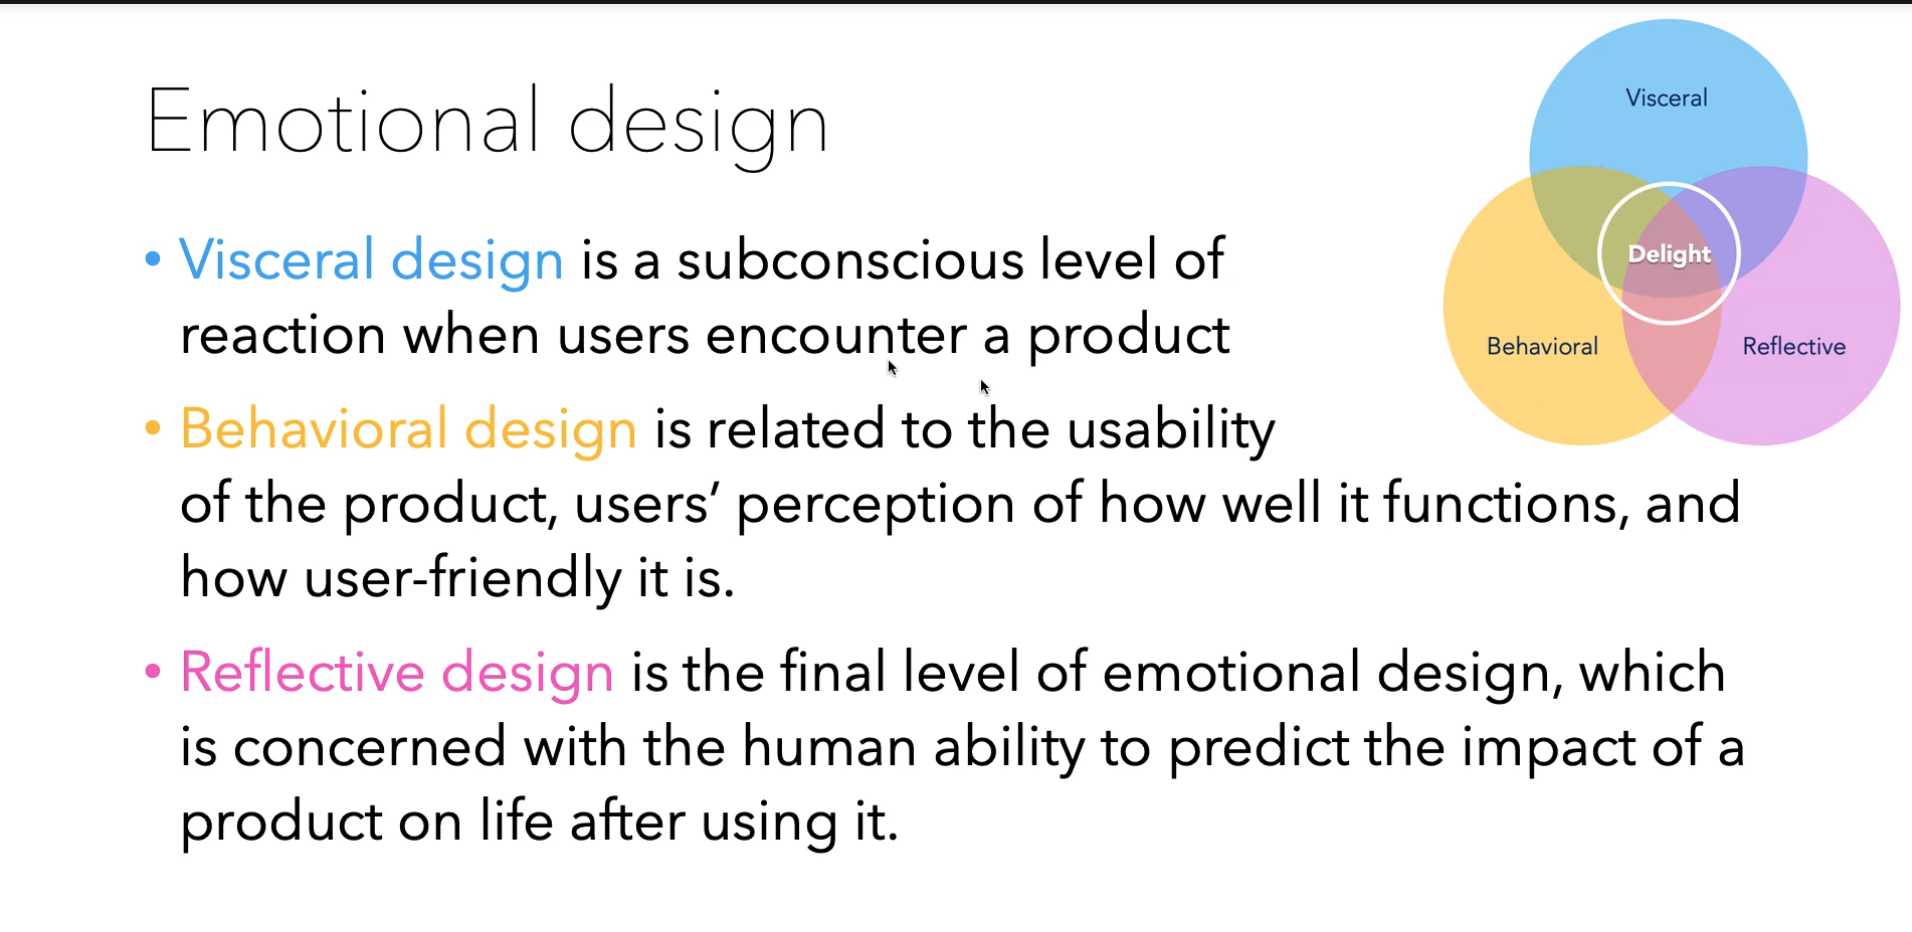 Emotional design
• Visceral design is a subconscious level of
reaction when users encounter a product
• Behavioral design is related to the usability
of the product, users’ perception of how well it functions, and
how user-friendly it is.
• Reflective design is the final level of emotional design, which
is concerned with the human ability to predict the impact of a
product on life after using it.
Visceral
Delight
Behavioral
Reflective